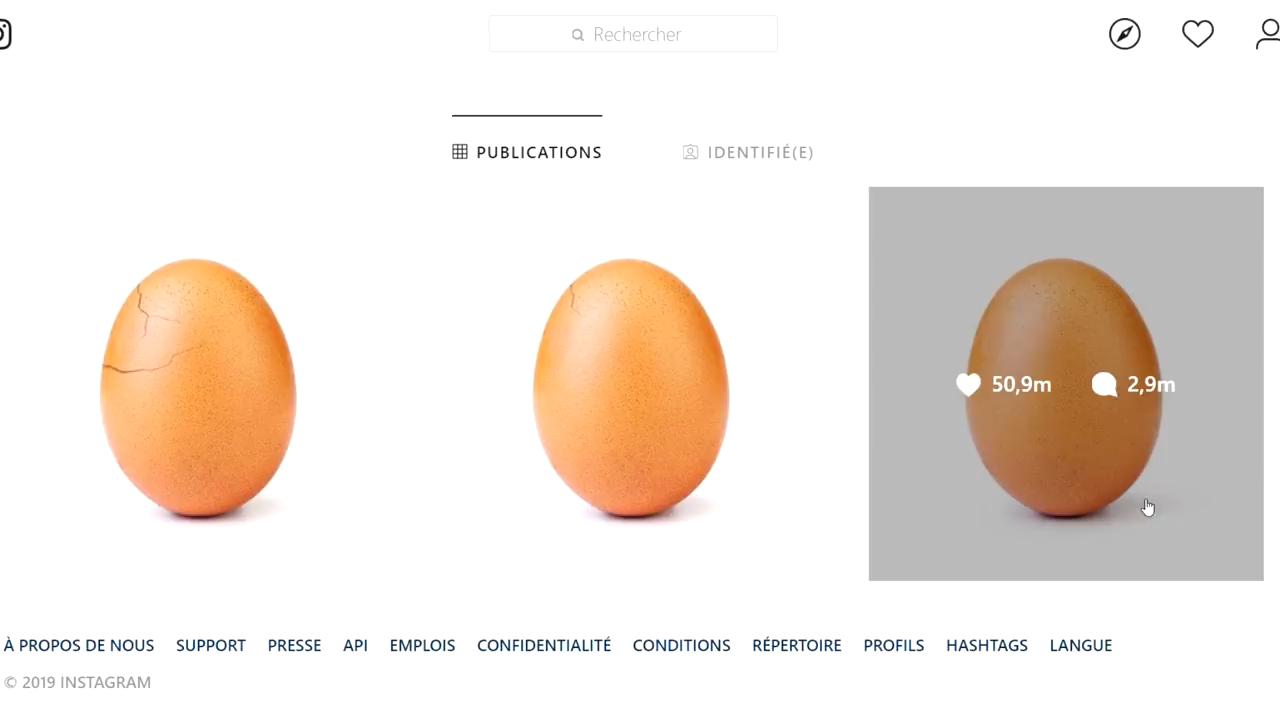 Rechercher
PUBLICATIONS IDENTIFIÉ(E)
50,9m 2,9m
À PROPOS DE NOUS SUPPORT PRESSE API EMPLOIS CONFIDENTIALITÉ CONDITIONS RÉPERTOIRE PROFILS HASHTAGS LANGUE
© 2019 INSTAGRAM